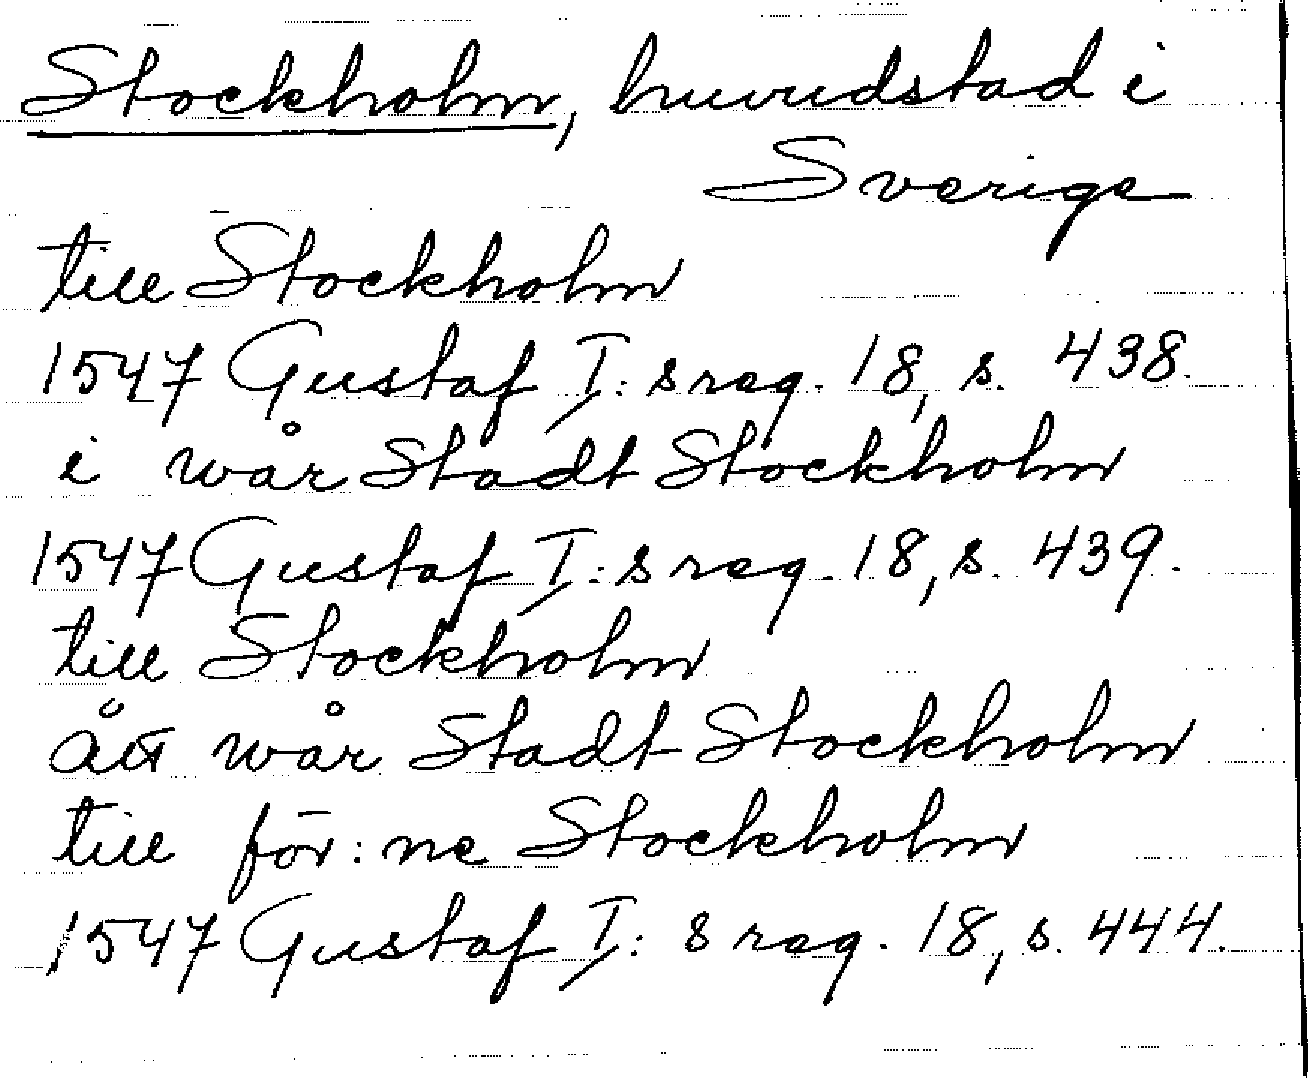 Stockholm, huvudstad i
Sverige
till Stockholm
1547 Gustaf I:s reg. 18, s. 438.
i wår Stadt Stockholm
1547 Gustaf I:s reg. 18, s. 439.
till Stockholm
wår Stadt Stockholm
till för:ne Stockholm
1547 Gustaf I:s reg. 18, s. 444.